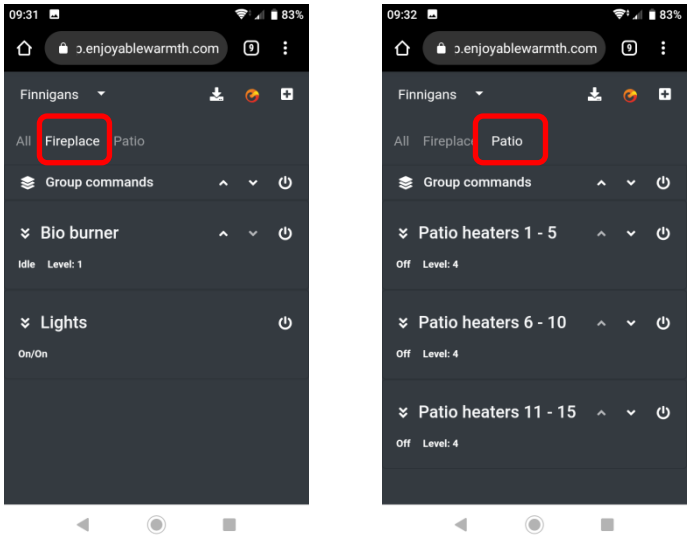 09:31 83%
ɔ.enjoyablewarmth.com 9
Finnigans
All Fireplace Patio
Group commands
Bio burner
Idle Level: 1
Lights
On/On
09:32 83%
ɔ.enjoyablewarmth.com 9
Finnigans
All Fireplace Patio
Group commands
Patio heaters 1 - 5
Off Level: 4
Patio heaters 6 - 10
Off Level: 4
Patio heaters 11 - 15
Off Level: 4